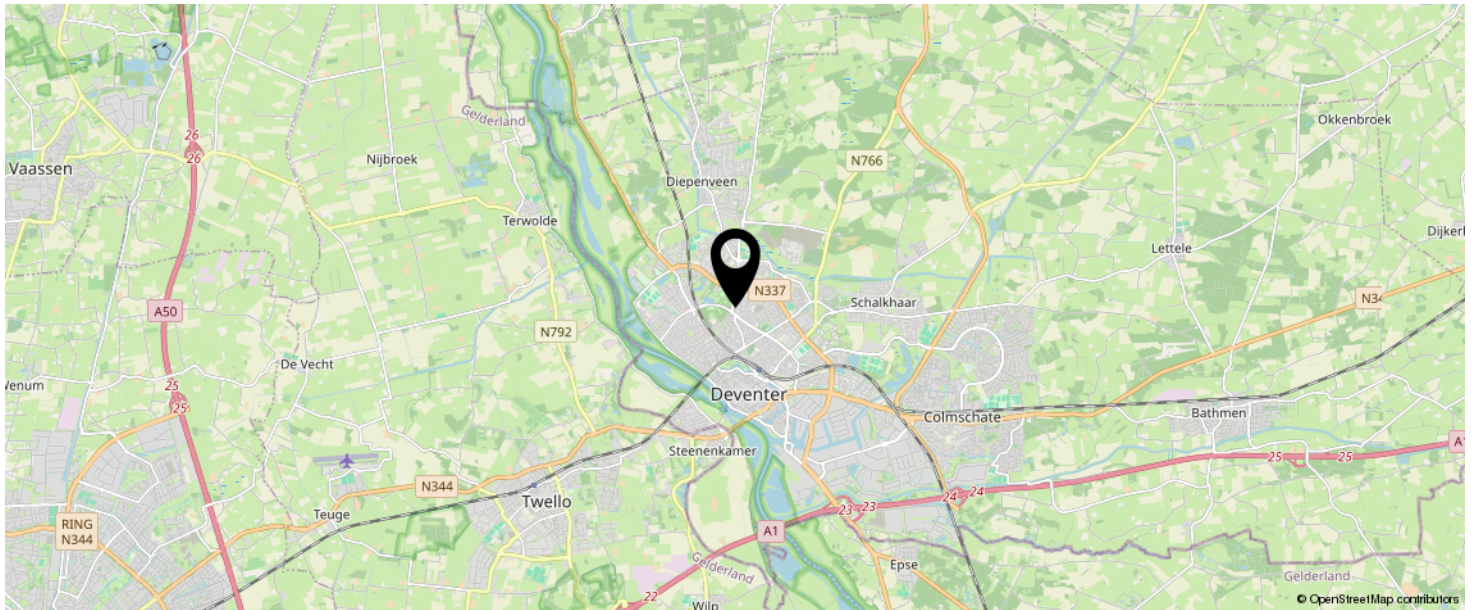 Gelderland
26
26
Vaassen
Nijbroek
Okkenbroek
N766
Diepenveen
Terwolde
Lettele
N337
Schalkhaar
A50
N792
De Vecht
25
25
Deventer
Colmschate
Bathmen
Steenenkamer
25
25
N344
Twello
24
24
23
23
Teuge
RING
N344
A1
Gelderland
Epse
Gelderland
22
Wilp
© OpenStreetMap contributors